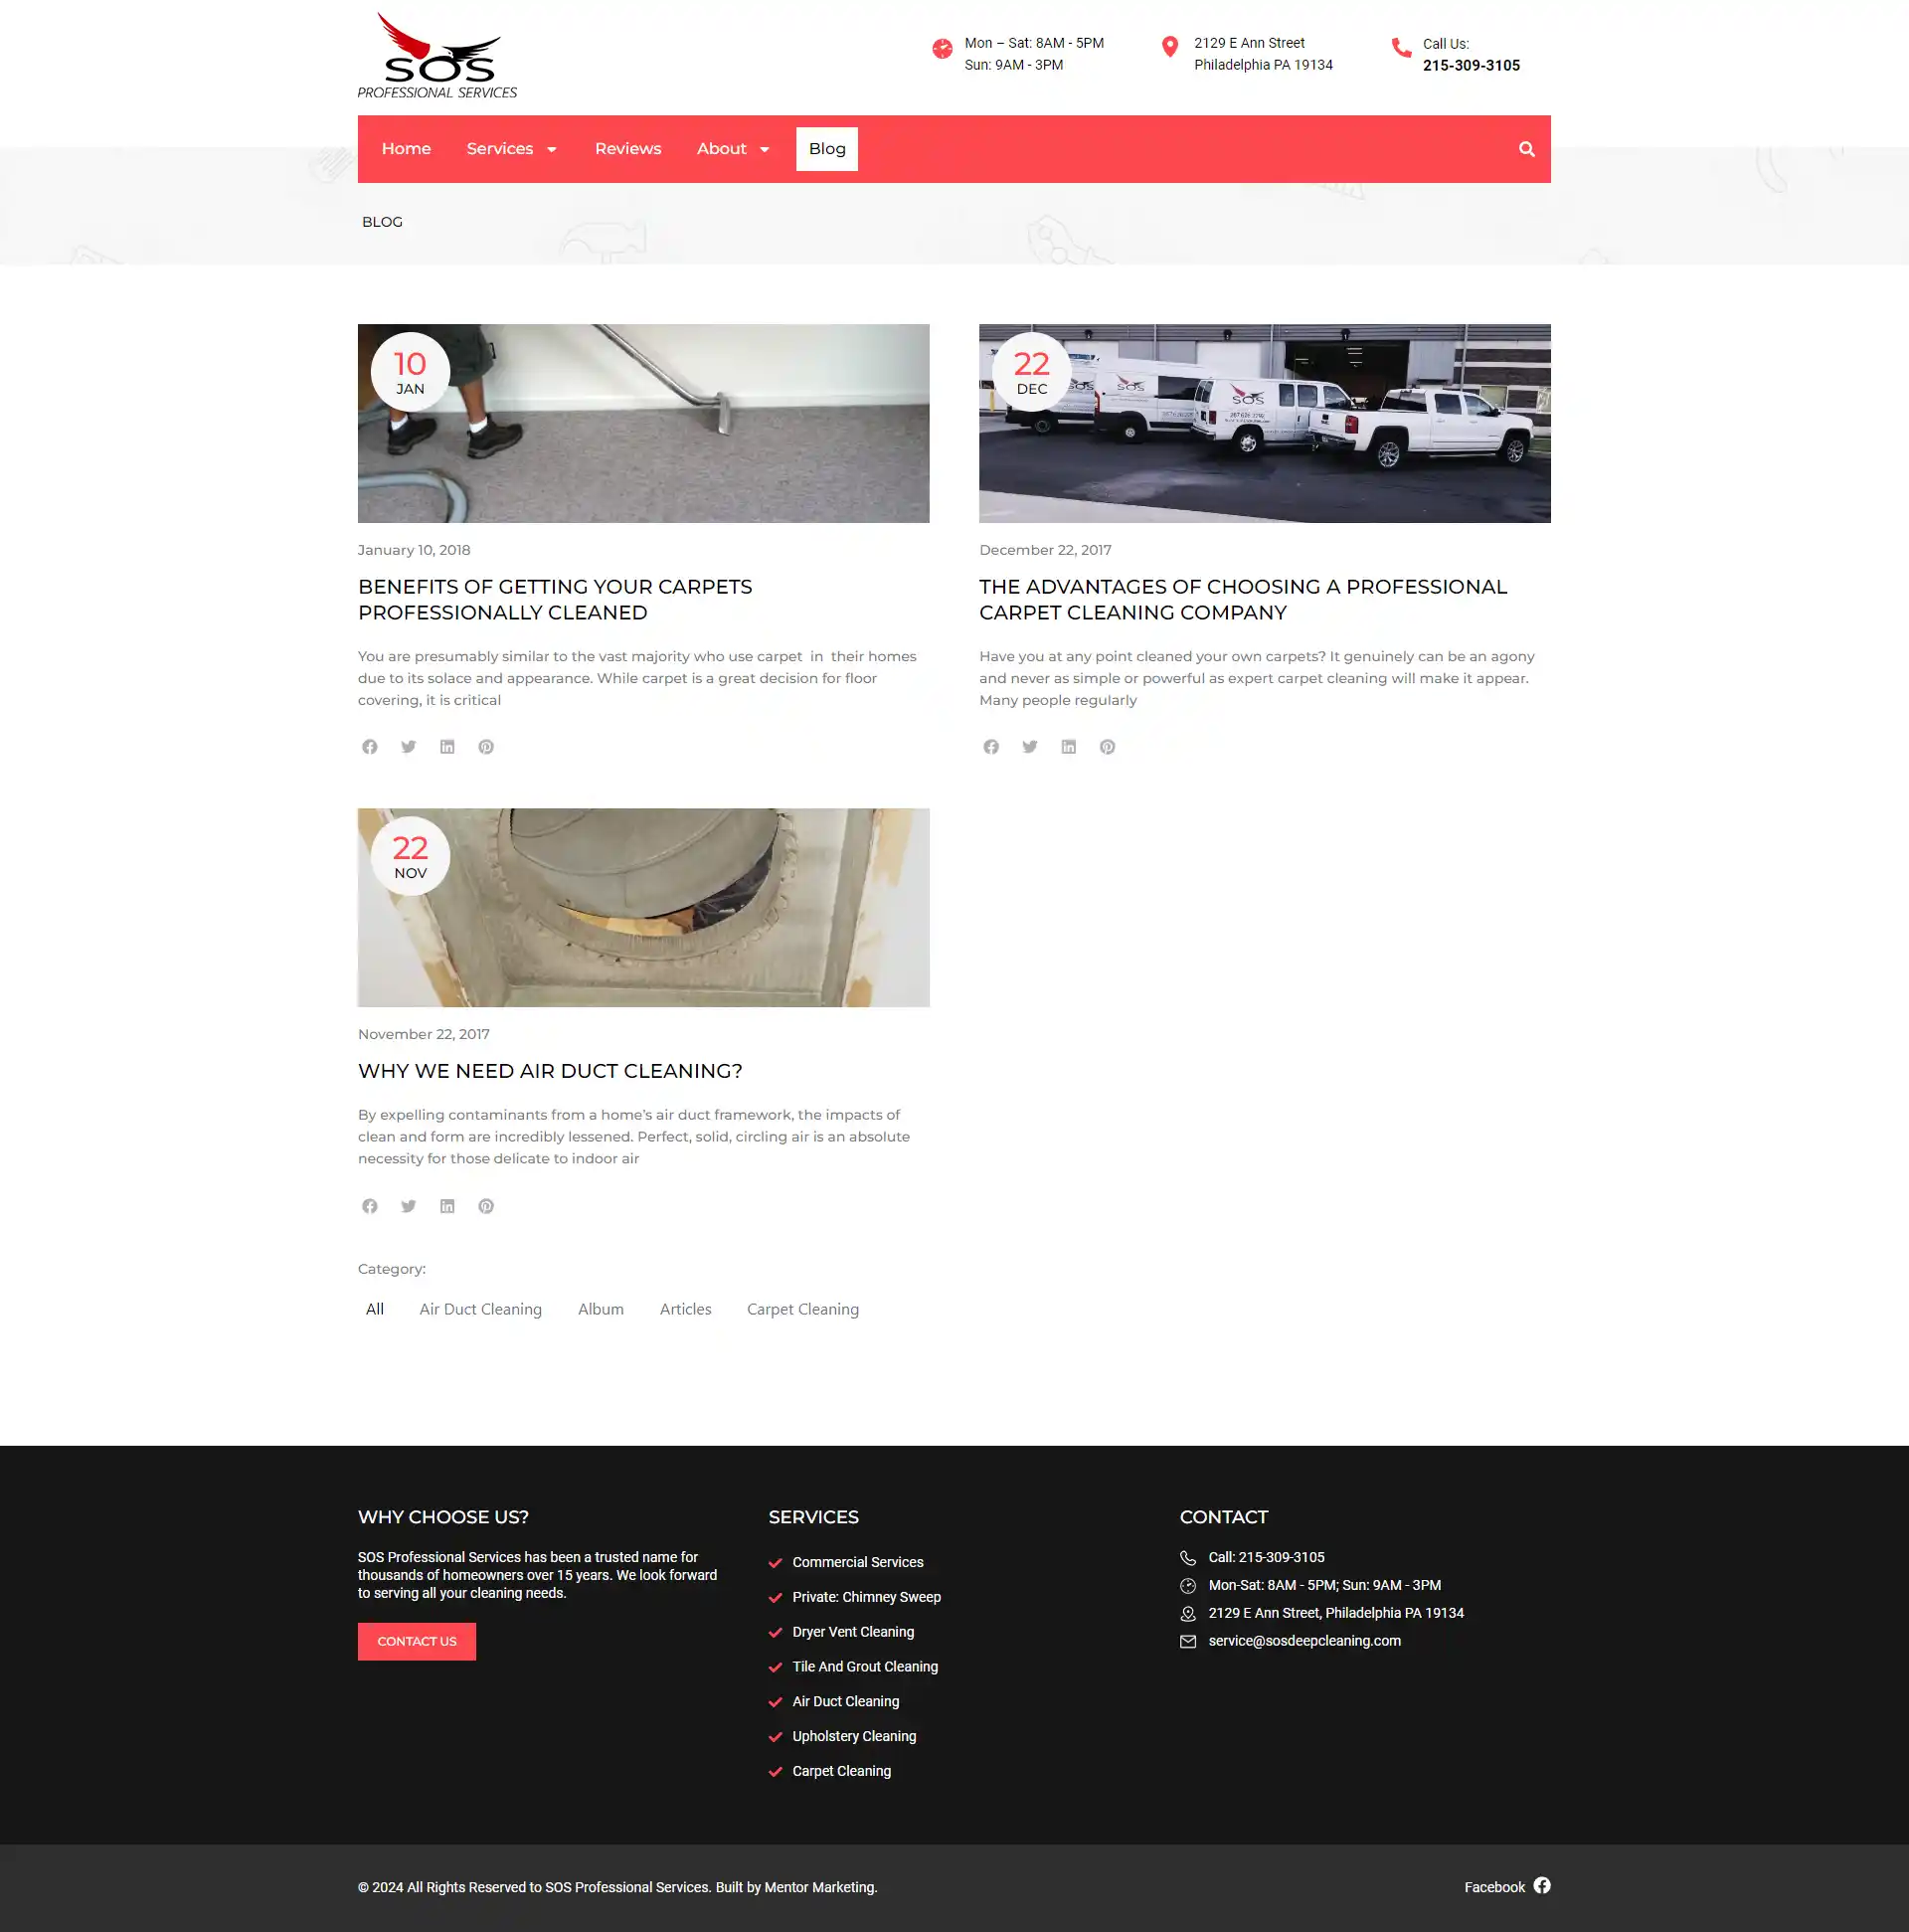 SOS
PROFESSIONAL SERVICES
Mon – Sat: 8AM - 5PM
Sun: 9AM - 3PM
2129 E Ann Street
Philadelphia PA 19134
Call Us:
215-309-3105
Home
Services
Reviews
About
Blog
BLOG
10
JAN
22
DEC
SOS
SOS
SOS
January 10, 2018
BENEFITS OF GETTING YOUR CARPETS
PROFESSIONALLY CLEANED
You are presumably similar to the vast majority who use carpet  in  their homes
due to its solace and appearance. While carpet is a great decision for floor
covering, it is critical
December 22, 2017
THE ADVANTAGES OF CHOOSING A PROFESSIONAL
CARPET CLEANING COMPANY
Have you at any point cleaned your own carpets? It genuinely can be an agony
and never as simple or powerful as expert carpet cleaning will make it appear.
Many people regularly
22
NOV
November 22, 2017
WHY WE NEED AIR DUCT CLEANING?
By expelling contaminants from a home’s air duct framework, the impacts of
clean and form are incredibly lessened. Perfect, solid, circling air is an absolute
necessity for those delicate to indoor air
Category:
All
Air Duct Cleaning
Album
Articles
Carpet Cleaning
WHY CHOOSE US?
SOS Professional Services has been a trusted name for
thousands of homeowners over 15 years. We look forward
to serving all your cleaning needs.
CONTACT US
SERVICES
Commercial Services
Private: Chimney Sweep
Dryer Vent Cleaning
Tile And Grout Cleaning
Air Duct Cleaning
Upholstery Cleaning
Carpet Cleaning
CONTACT
Call: 215-309-3105
Mon-Sat: 8AM - 5PM; Sun: 9AM - 3PM
2129 E Ann Street, Philadelphia PA 19134
service@sosdeepcleaning.com
© 2024 All Rights Reserved to SOS Professional Services. Built by Mentor Marketing.
Facebook